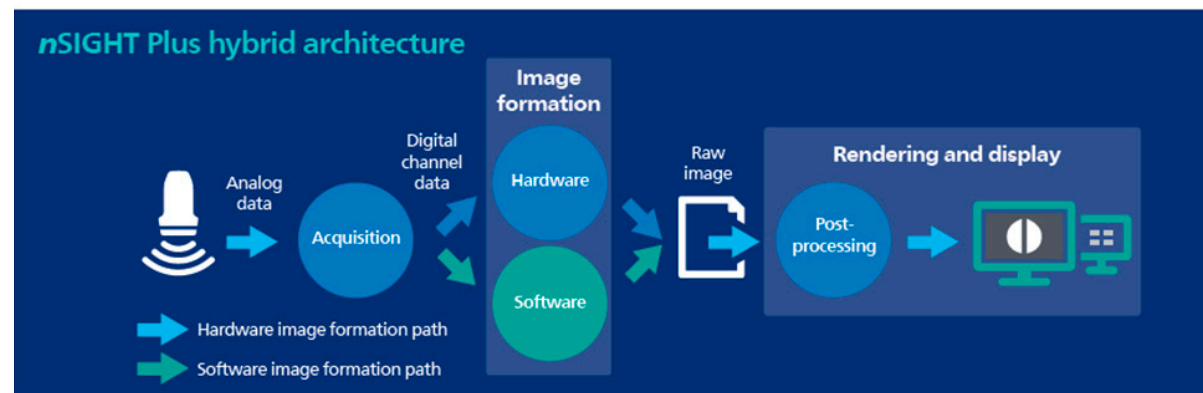 nSIGHT Plus hybrid architecture
Image
formation
Digital
channel
data
Hardware
Raw
image
Rendering and display
Analog
data
Acquisition
Post-
processing
Software
Hardware image formation path
Software image formation path